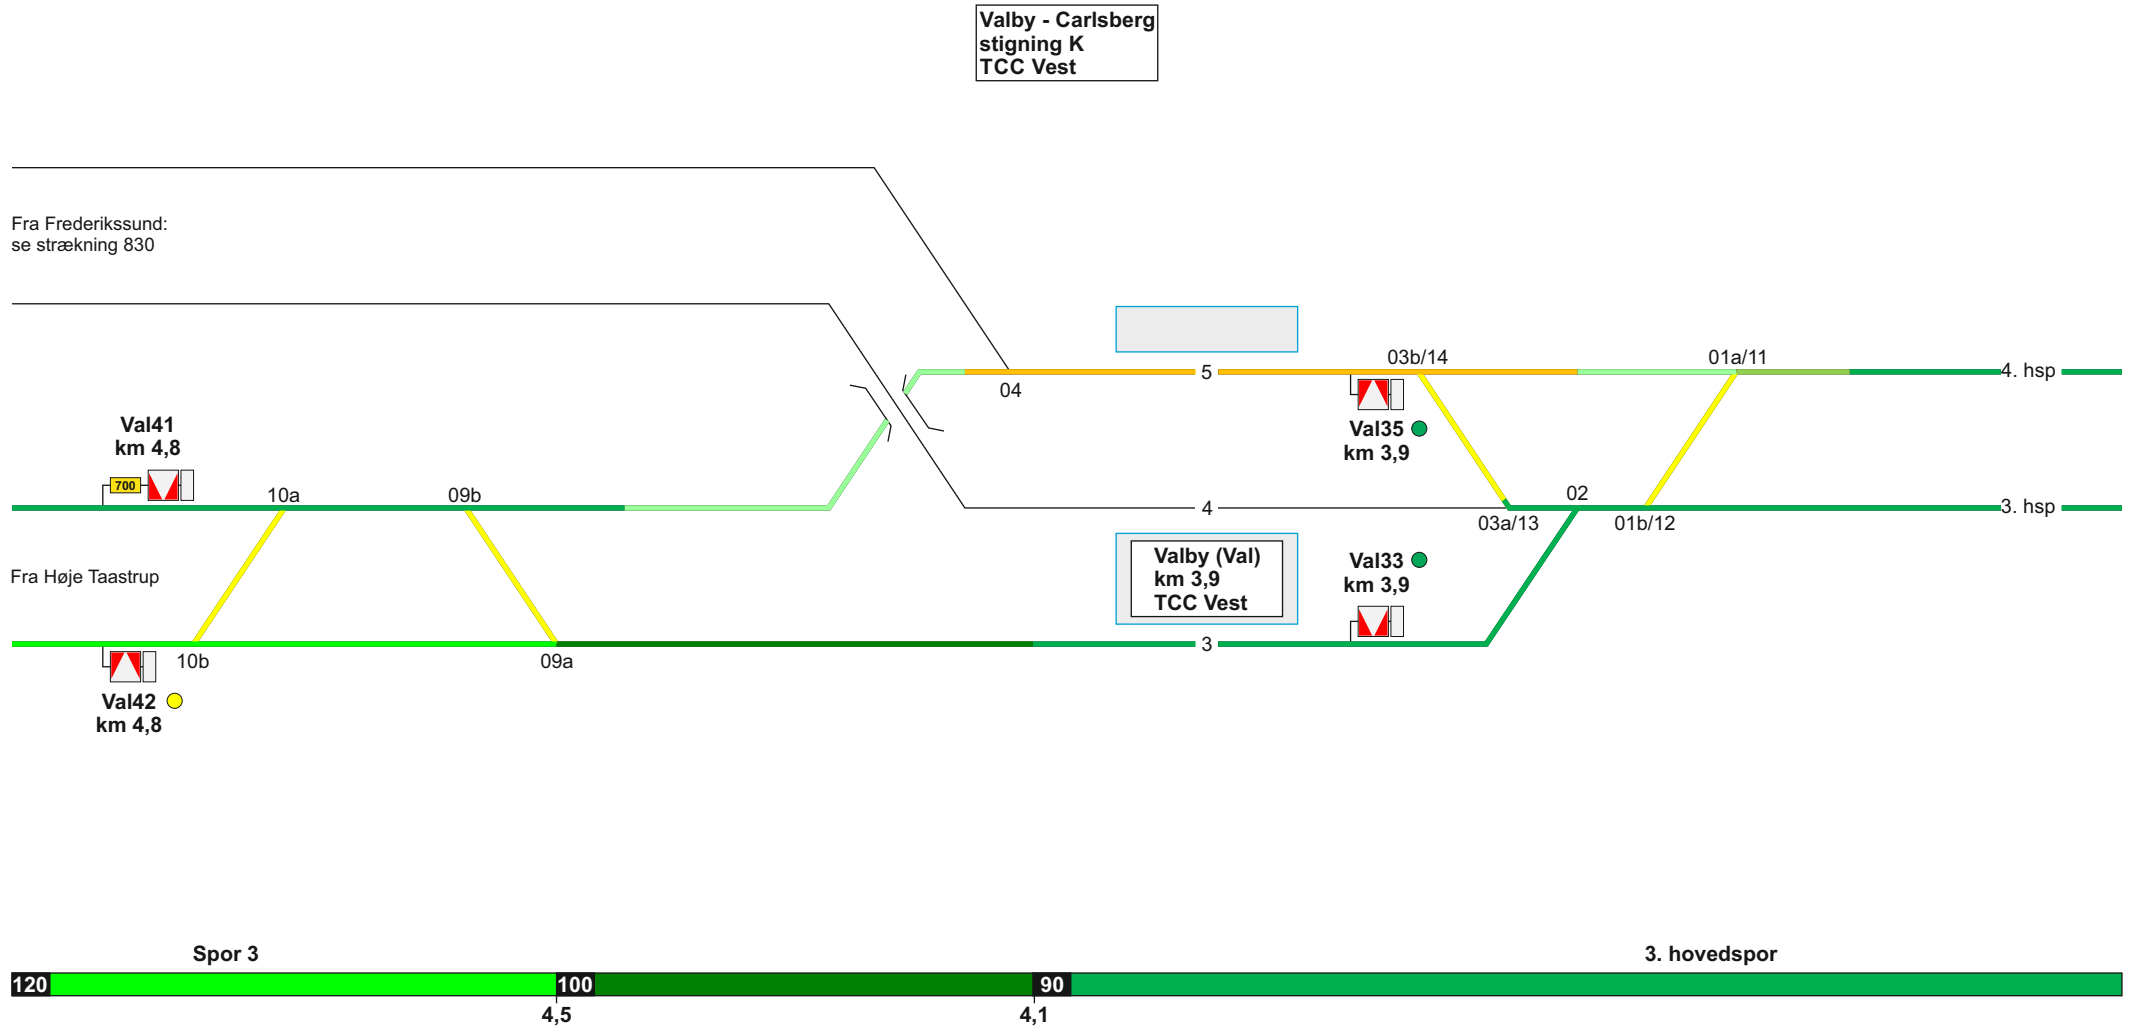 Valby - Carlsberg
stigning K
TCC Vest
Fra Frederikssund:
se strækning 830
03b/14
01a/11
5
4. hsp
04
Val41
km 4,8
Val35
km 3,9
700
10a
09b
02
4
3. hsp
03a/13
01b/12
Valby (Val)
km 3,9
TCC Vest
Val33
km 3,9
Fra Høje Taastrup
3
10b
09a
Val42
km 4,8
Spor 3
3. hovedspor
120
100
90
4,5
4,1